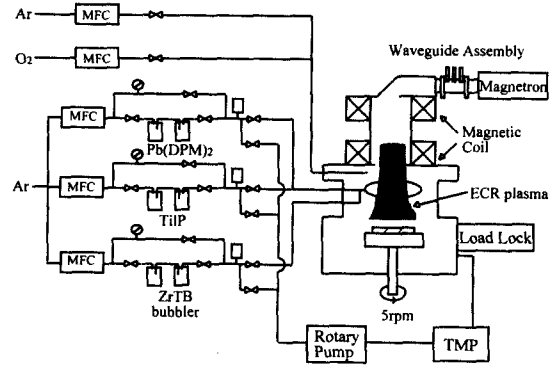 Ar
MFC
Waveguide Assembly
O2
MFC
Magnetron
MFC
Pb(DPM)2
Magnetic
Coil
Ar
MFC
TiIP
ECR plasma
Load Lock
MFC
ZrTB
bubbler
5rpm
Rotary
Pump
TMP